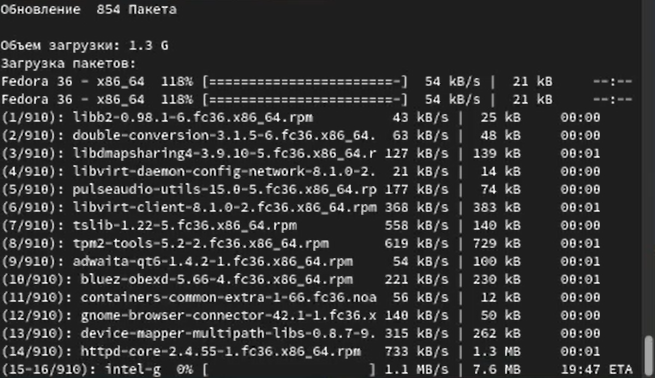 Обновление  854 Пакета
Объем загрузки: 1.3 G
Загрузка пакетов:
Fedora 36 - x86_64  118% [========================-]  54 kB/s |  21 kB     --:--
Fedora 36 - x86_64  118% [========================-]  54 kB/s |  21 kB     --:--
(1/910): libb2-0.98.1-6.fc36.x86_64.rpm          43 kB/s |  25 kB     00:00
(2/910): double-conversion-3.1.5-6.fc36.x86_64.  63 kB/s |  48 kB     00:00
(3/910): libdmapsharing4-3.9.10-5.fc36.x86_64.r 127 kB/s | 139 kB     00:01
(4/910): libvirt-daemon-config-network-8.1.0-2.  21 kB/s |  14 kB     00:00
(5/910): pulseaudio-utils-15.0-5.fc36.x86_64.rp 177 kB/s |  74 kB     00:00
(6/910): libvirt-client-8.1.0-2.fc36.x86_64.rpm 368 kB/s | 383 kB     00:01
(7/910): tslib-1.22-5.fc36.x86_64.rpm           558 kB/s | 140 kB     00:00
(8/910): tpm2-tools-5.2-2.fc36.x86_64.rpm       619 kB/s | 729 kB     00:01
(9/910): adwaita-qt6-1.4.2-1.fc36.x86_64.rpm     54 kB/s | 100 kB     00:01
(10/910): bluez-obexd-5.66-4.fc36.x86_64.rpm    221 kB/s | 230 kB     00:01
(11/910): containers-common-extra-1-66.fc36.noa  56 kB/s |  12 kB     00:00
(12/910): gnome-browser-connector-42.1-1.fc36.x 140 kB/s |  50 kB     00:00
(13/910): device-mapper-multipath-libs-0.8.7-9. 315 kB/s | 262 kB     00:00
(14/910): httpd-core-2.4.55-1.fc36.x86_64.rpm   733 kB/s | 1.3 MB     00:01
(15-16/910): intel-g  0% [                  ] 1.1 MB/s | 7.6 MB     19:47 ETA